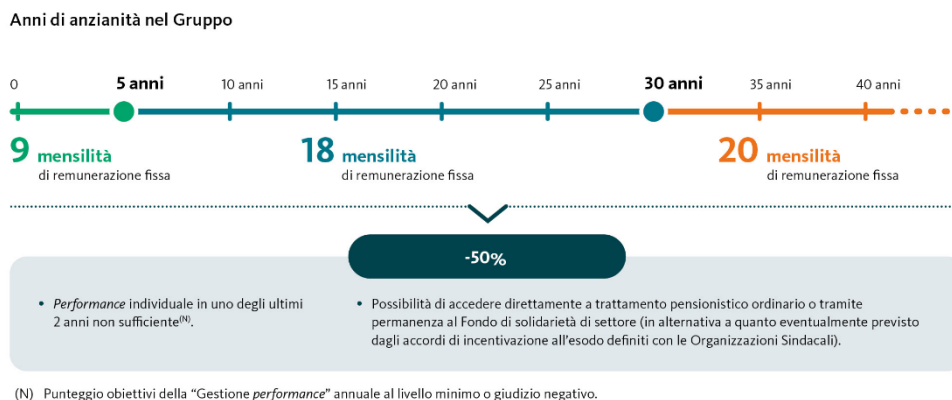 Anni di anzianità nel Gruppo
0 5 anni 10 anni 15 anni 20 anni 25 anni 30 anni 35 anni 40 anni
9 mensilità 18 mensilità 20 mensilità
di remunerazione fissa di remunerazione fissa di remunerazione fissa
-50%
• Performance individuale in uno degli ultimi
2 anni non sufficiente(N).
• Possibilità di accedere direttamente a trattamento pensionistico ordinario o tramite
permanenza al Fondo di solidarietà di settore (in alternativa a quanto eventualmente previsto
dagli accordi di incentivazione all'esodo definiti con le Organizzazioni Sindacali).
(N) Punteggio obiettivi della "Gestione performance" annuale al livello minimo o giudizio negativo.